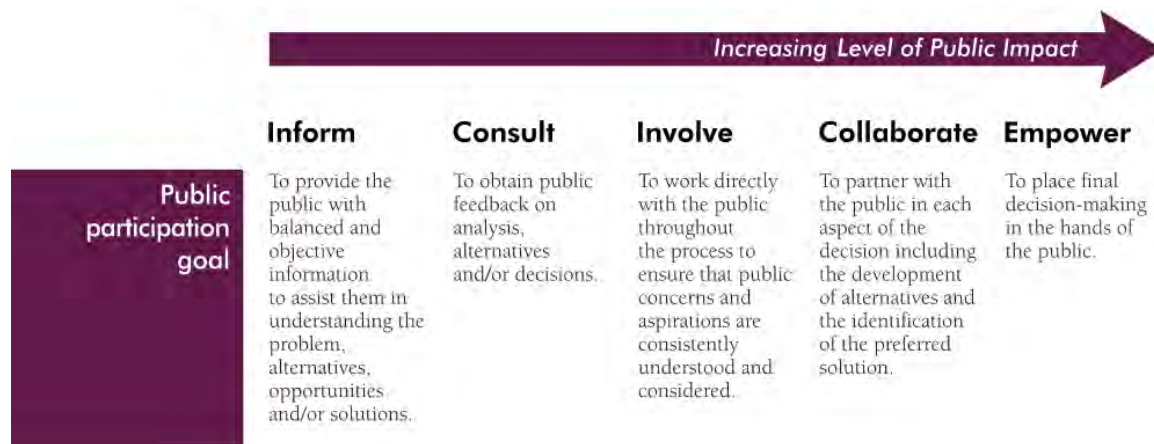 Increasing Level of Public Impact
Inform
Consult
Involve
Collaborate
Empower
Public
participation
goal
To provide the
public with
balanced and
objective
information
to assist them in
understanding the
problem,
alternatives,
opportunities
and/or solutions.
To obtain public
feedback on
analysis,
alternatives
and/or decisions.
To work directly
with the public
throughout
the process to
ensure that public
concerns and
aspirations are
consistently
understood and
considered.
To partner with
the public in each
aspect of the
decision including
the development
of alternatives and
the identification
of the preferred
solution.
To place final
decision-making
in the hands of
the public.